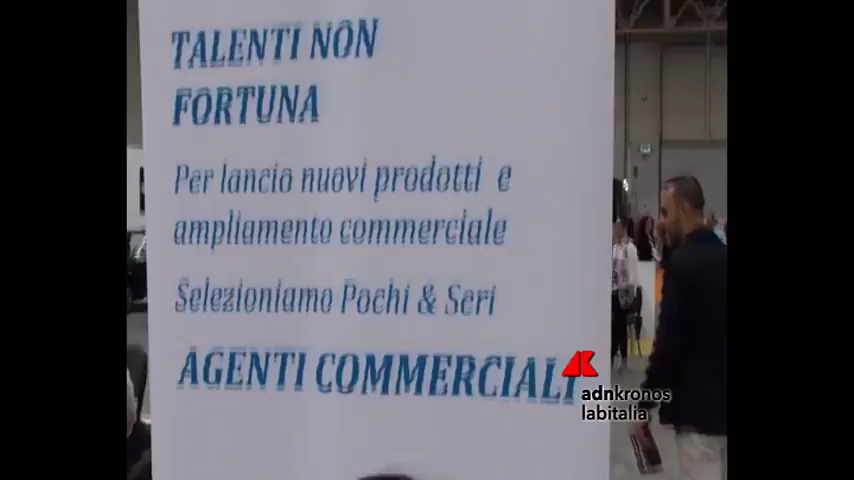 TALENTI NON
FORTUNA
Per lancio nuovi prodotti e
ampliamento commerciale
Selezioniamo Pochi & Seri
AGENTI COMMERCIALI
adnkronos
labitalia